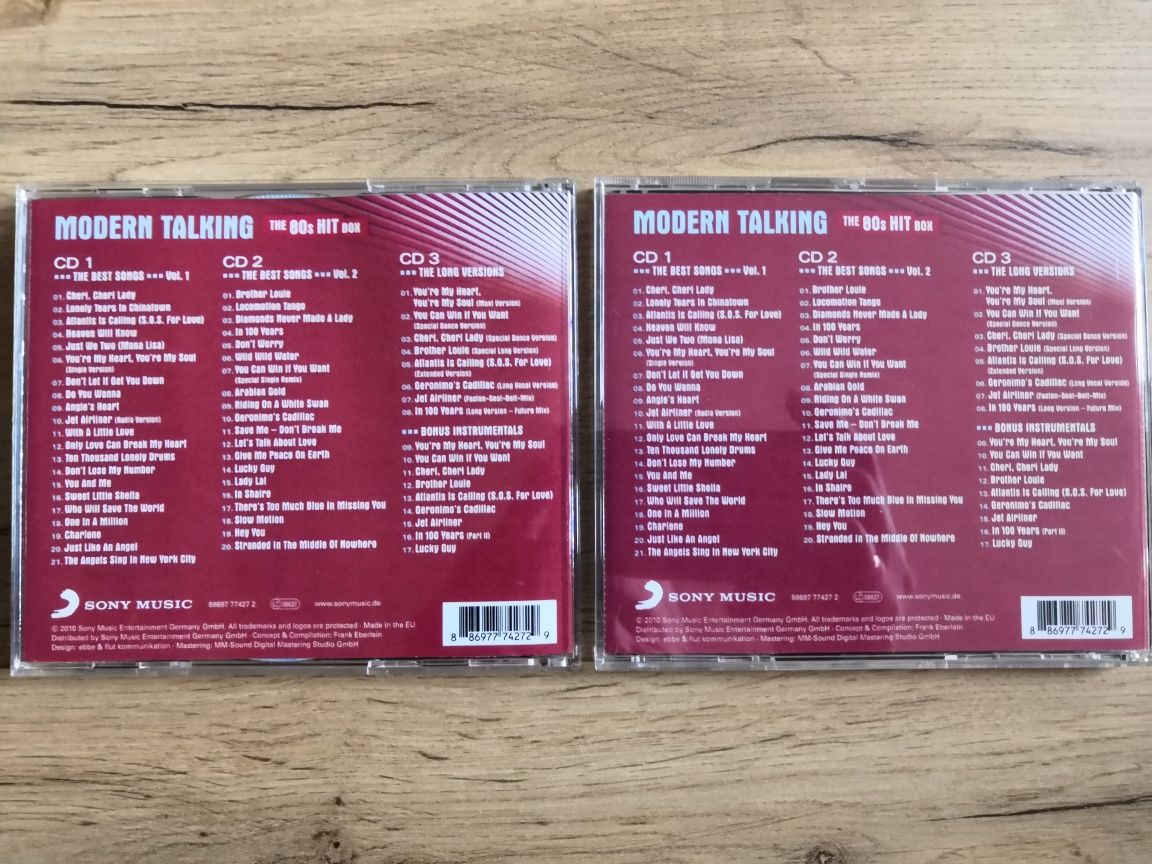 MODERN TALKING THE 80s HIT BOX
CD 1
▪▪▪ THE BEST SONGS ▪▪▪ Vol. 1
01. Cheri, Cheri Lady
02. Lonely Tears In Chinatown
03. Atlantis Is Calling (S.O.S. For Love)
04. Heaven Will Know
05. Just We Two (Mona Lisa)
06. You're My Heart, You're My Soul
(Single Version)
07. Don't Let It Get You Down
08. Do You Wanna
09. Angie's Heart
10. Jet Airliner (Radio Version)
11. With A Little Love
12. Only Love Can Break My Heart
13. Ten Thousand Lonely Drums
14. Don't Lose My Number
15. You And Me
16. Sweet Little Sheila
17. Who Will Save The World
18. One In A Million
19. Charlene
20. Just Like An Angel
21. The Angels Sing In New York City
CD 2
▪▪▪ THE BEST SONGS ▪▪▪ Vol. 2
01. Brother Louie
02. Locomotion Tango
03. Diamonds Never Made A Lady
04. In 100 Years
05. Don't Worry
06. Wild Wild Water
07. You Can Win If You Want
(Special Single Remix)
08. Arabian Gold
09. Riding On A White Swan
10. Geronimo's Cadillac
11. Save Me – Don't Break Me
12. Let's Talk About Love
13. Give Me Peace On Earth
14. Lucky Guy
15. Lady Lai
16. In Shaire
17. There's Too Much Blue In Missing You
18. Slow Motion
19. Hey You
20. Stranded In The Middle Of Nowhere
CD 3
▪▪▪ THE LONG VERSIONS
01. You're My Heart,
You're My Soul (Maxi Version)
02. You Can Win If You Want
(Special Dance Version)
03. Cheri, Cheri Lady (Special Dance Version)
04. Brother Louie (Special Long Version)
05. Atlantis Is Calling (S.O.S. For Love)
(Extended Version)
06. Geronimo's Cadillac (Long Vocal Version)
07. Jet Airliner (Fasten-Seat-Belt-Mix)
08. In 100 Years (Long Version – Future Mix)
▪▪▪ BONUS INSTRUMENTALS
09. You're My Heart, You're My Soul
10. You Can Win If You Want
11. Cheri, Cheri Lady
12. Brother Louie
13. Atlantis Is Calling (S.O.S. For Love)
14. Geronimo's Cadillac
15. Jet Airliner
16. In 100 Years (Part II)
17. Lucky Guy
SONY MUSIC 88697 77427 2 LC 08637 www.sonymusic.de
℗ 2010 Sony Music Entertainment Germany GmbH. All trademarks and logos are protected · Made in the EU
Distributed by Sony Music Entertainment Germany GmbH · Concept & Compilation: Frank Eberlein
Design: ebbe & flut kommunikation · Mastering: MM-Sound Digital Mastering Studio GmbH
8 86977 74272 9
MODERN TALKING THE 80s HIT BOX
CD 1
▪▪▪ THE BEST SONGS ▪▪▪ Vol. 1
01. Cheri, Cheri Lady
02. Lonely Tears In Chinatown
03. Atlantis Is Calling (S.O.S. For Love)
04. Heaven Will Know
05. Just We Two (Mona Lisa)
06. You're My Heart, You're My Soul
(Single Version)
07. Don't Let It Get You Down
08. Do You Wanna
09. Angie's Heart
10. Jet Airliner (Radio Version)
11. With A Little Love
12. Only Love Can Break My Heart
13. Ten Thousand Lonely Drums
14. Don't Lose My Number
15. You And Me
16. Sweet Little Sheila
17. Who Will Save The World
18. One In A Million
19. Charlene
20. Just Like An Angel
21. The Angels Sing In New York City
CD 2
▪▪▪ THE BEST SONGS ▪▪▪ Vol. 2
01. Brother Louie
02. Locomotion Tango
03. Diamonds Never Made A Lady
04. In 100 Years
05. Don't Worry
06. Wild Wild Water
07. You Can Win If You Want
(Special Single Remix)
08. Arabian Gold
09. Riding On A White Swan
10. Geronimo's Cadillac
11. Save Me – Don't Break Me
12. Let's Talk About Love
13. Give Me Peace On Earth
14. Lucky Guy
15. Lady Lai
16. In Shaire
17. There's Too Much Blue In Missing You
18. Slow Motion
19. Hey You
20. Stranded In The Middle Of Nowhere
CD 3
▪▪▪ THE LONG VERSIONS
01. You're My Heart,
You're My Soul (Maxi Version)
02. You Can Win If You Want
(Special Dance Version)
03. Cheri, Cheri Lady (Special Dance Version)
04. Brother Louie (Special Long Version)
05. Atlantis Is Calling (S.O.S. For Love)
(Extended Version)
06. Geronimo's Cadillac (Long Vocal Version)
07. Jet Airliner (Fasten-Seat-Belt-Mix)
08. In 100 Years (Long Version – Future Mix)
▪▪▪ BONUS INSTRUMENTALS
09. You're My Heart, You're My Soul
10. You Can Win If You Want
11. Cheri, Cheri Lady
12. Brother Louie
13. Atlantis Is Calling (S.O.S. For Love)
14. Geronimo's Cadillac
15. Jet Airliner
16. In 100 Years (Part II)
17. Lucky Guy
SONY MUSIC 88697 77427 2 LC 08637 www.sonymusic.de
℗ 2010 Sony Music Entertainment Germany GmbH. All trademarks and logos are protected · Made in the EU
Distributed by Sony Music Entertainment Germany GmbH · Concept & Compilation: Frank Eberlein
Design: ebbe & flut kommunikation · Mastering: MM-Sound Digital Mastering Studio GmbH
8 86977 74272 9